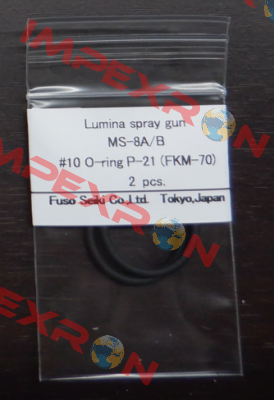 IMPEXRON
Lumina spray gun
MS-8A/B
#10 O-ring P-21 (FKM-70)
2 pcs.
Fuso Seiki Co.,Ltd. Tokyo,Japan
IMPEXRON
IMPEXRON